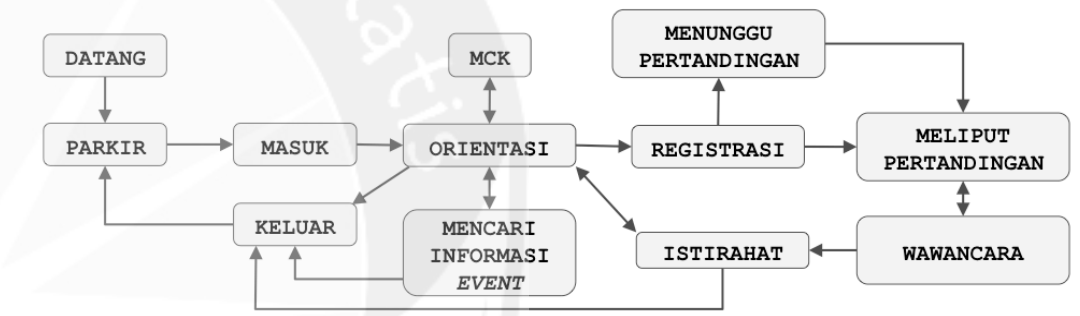 DATANG
MCK
MENUNGGU
PERTANDINGAN
PARKIR
MASUK
ORIENTASI
REGISTRASI
MELIPUT
PERTANDINGAN
KELUAR
MENCARI
INFORMASI
EVENT
ISTIRAHAT
WAWANCARA